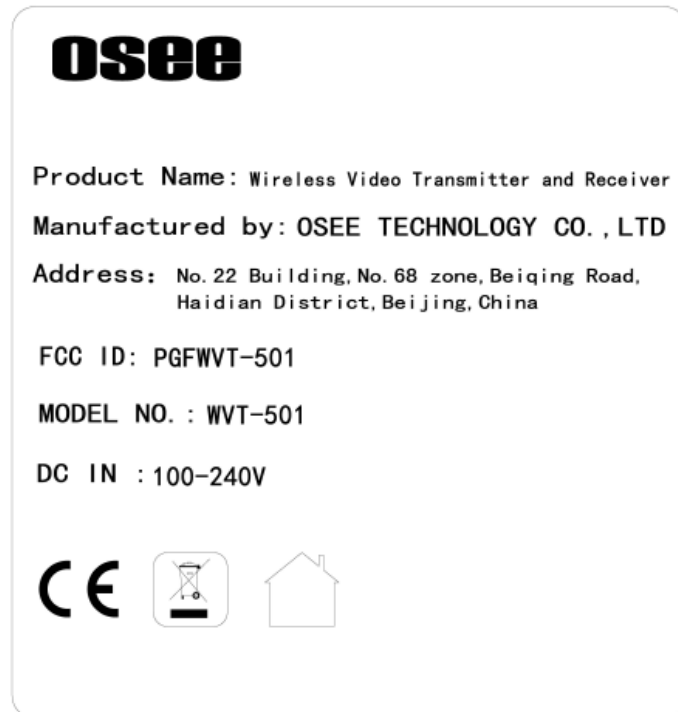 osee
Product Name: Wireless Video Transmitter and Receiver
Manufactured by: OSEE TECHNOLOGY CO.,LTD
Address: No.22 Building,No.68 zone,Beiqing Road,
Haidian District,Beijing,China
FCC ID: PGFWVT-501
MODEL NO.: WVT-501
DC IN :100-240V
CE